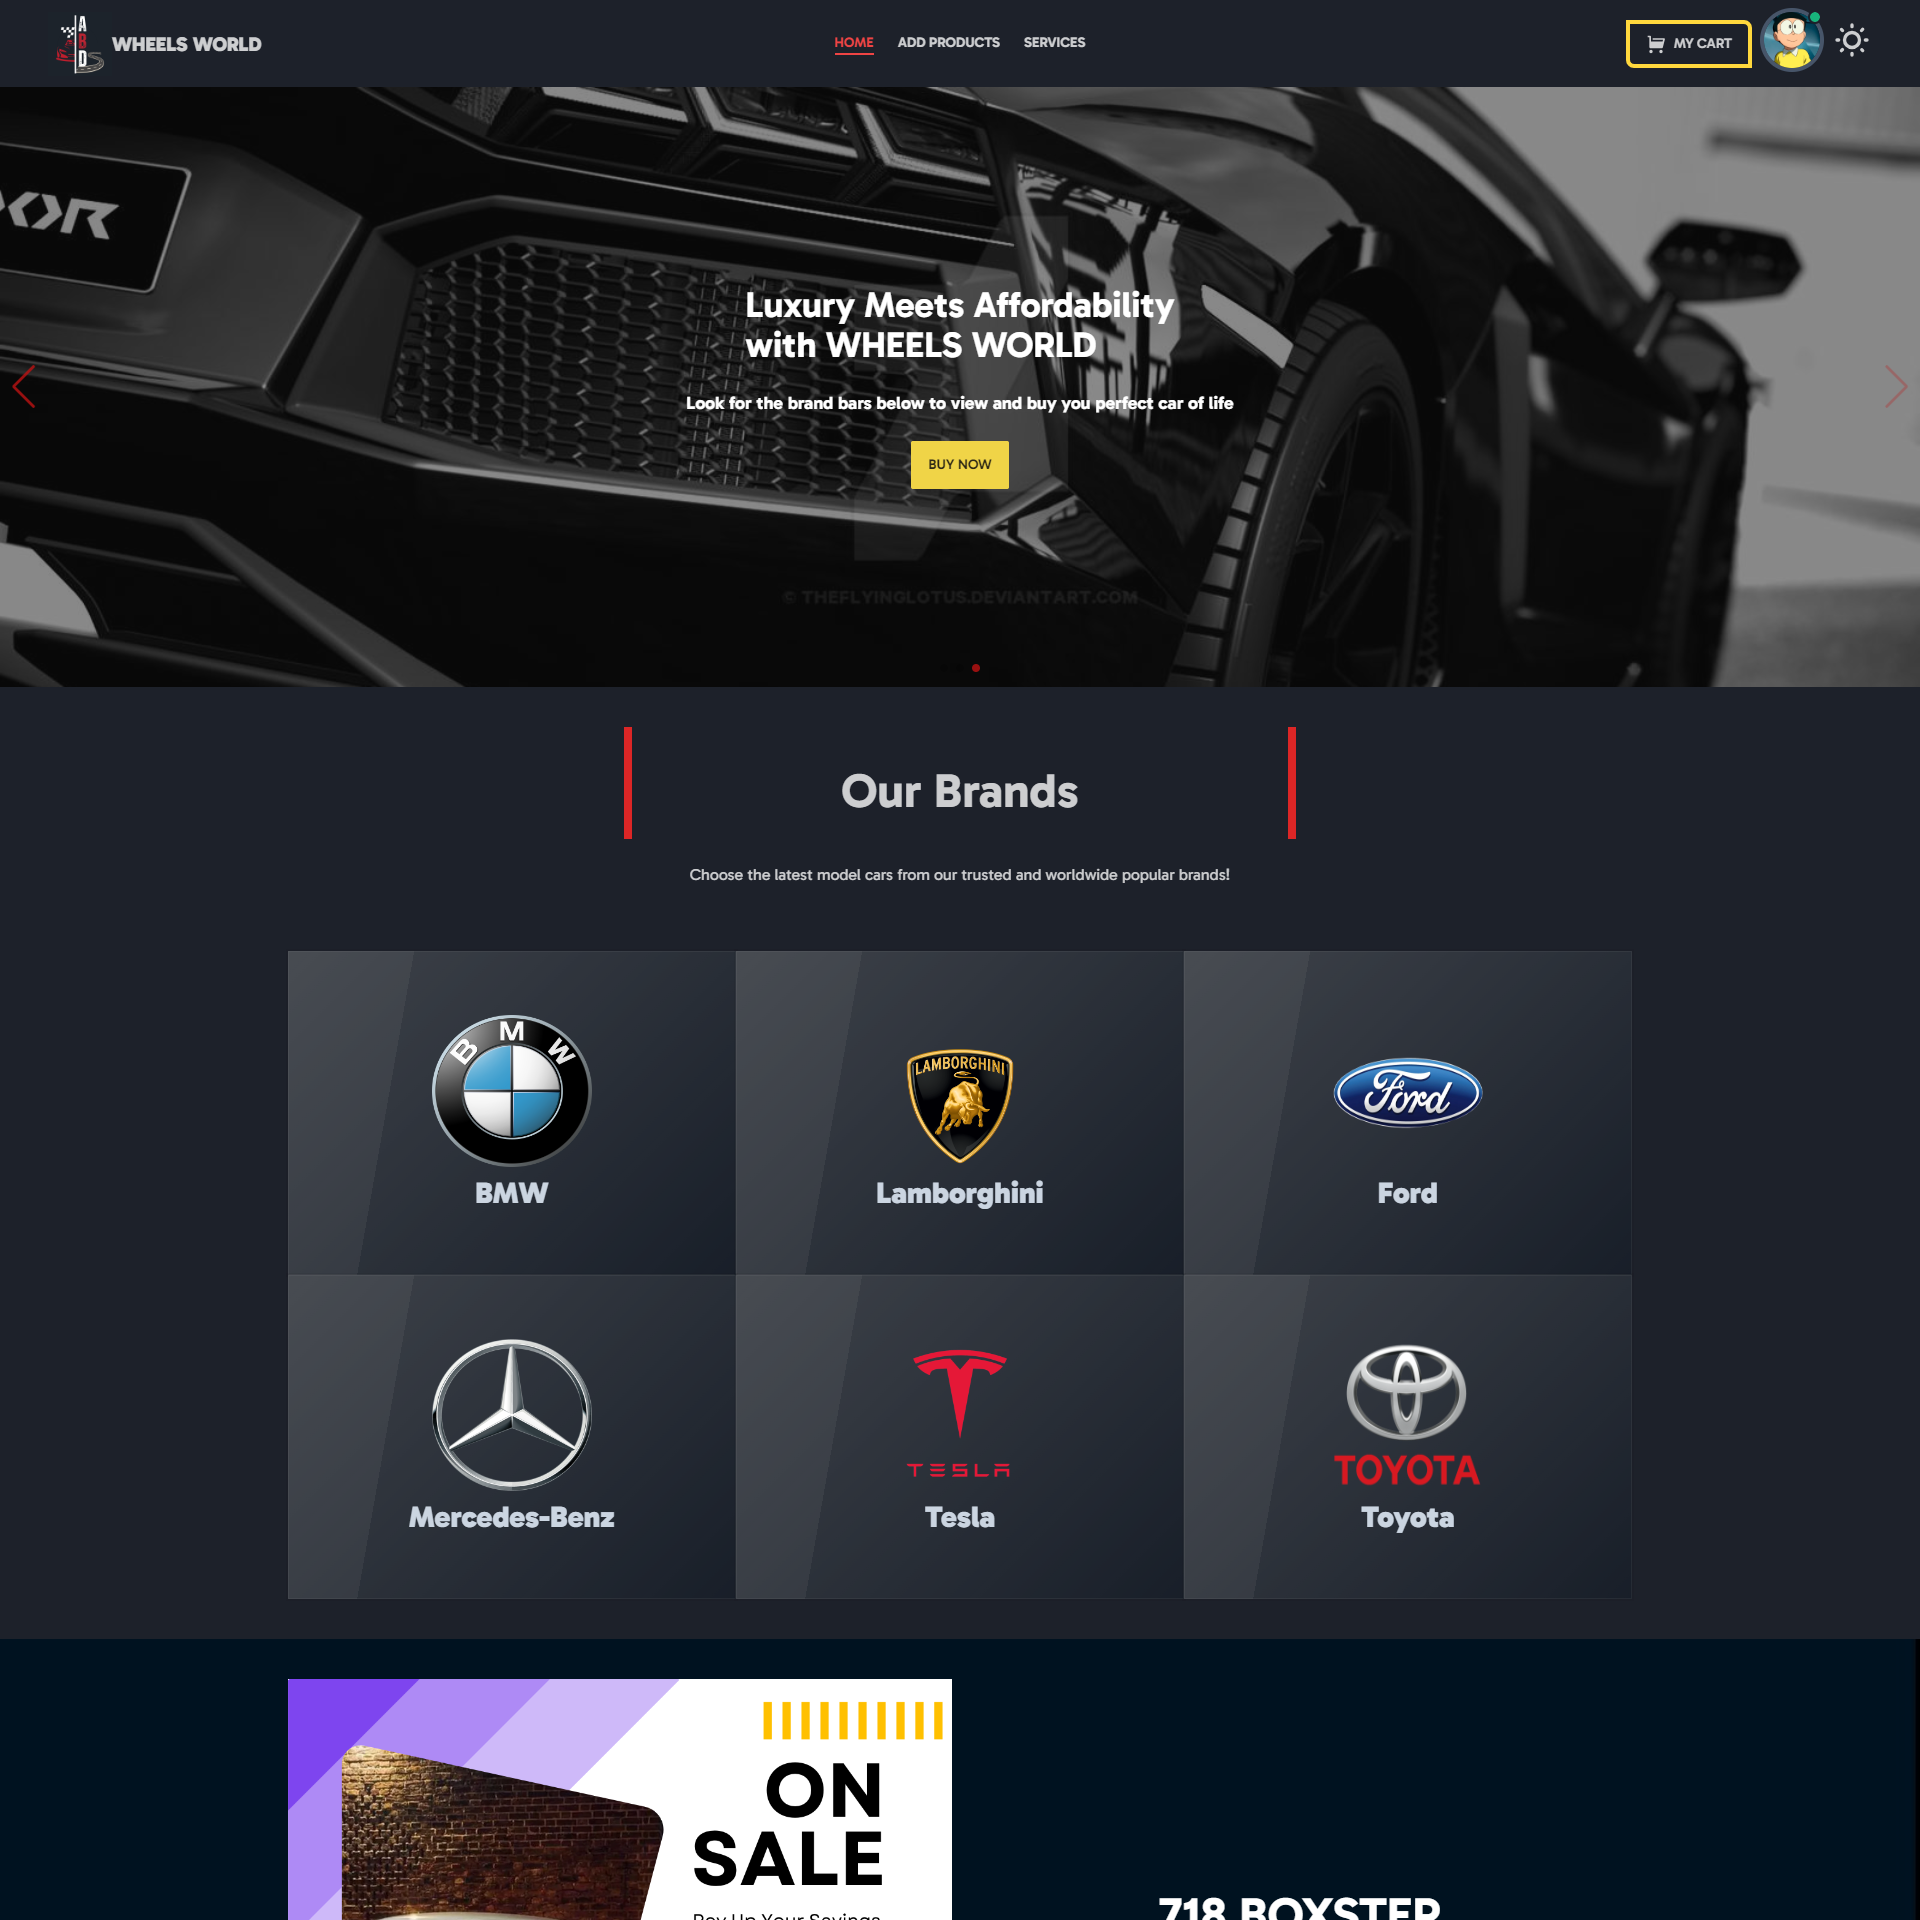 A
B
D
WHEELS WORLD
HOME
ADD PRODUCTS
SERVICES
MY CART
Luxury Meets Affordability
with WHEELS WORLD
Look for the brand bars below to view and buy you perfect car of life
BUY NOW
© THEFLYINGLOTUS.DEVIANTART.COM
Our Brands
Choose the latest model cars from our trusted and worldwide popular brands!
BMW
BMW
LAMBORGHINI
Lamborghini
Ford
Ford
Mercedes-Benz
TESLA
Tesla
TOYOTA
Toyota
ON
SALE
718 BOXSTER